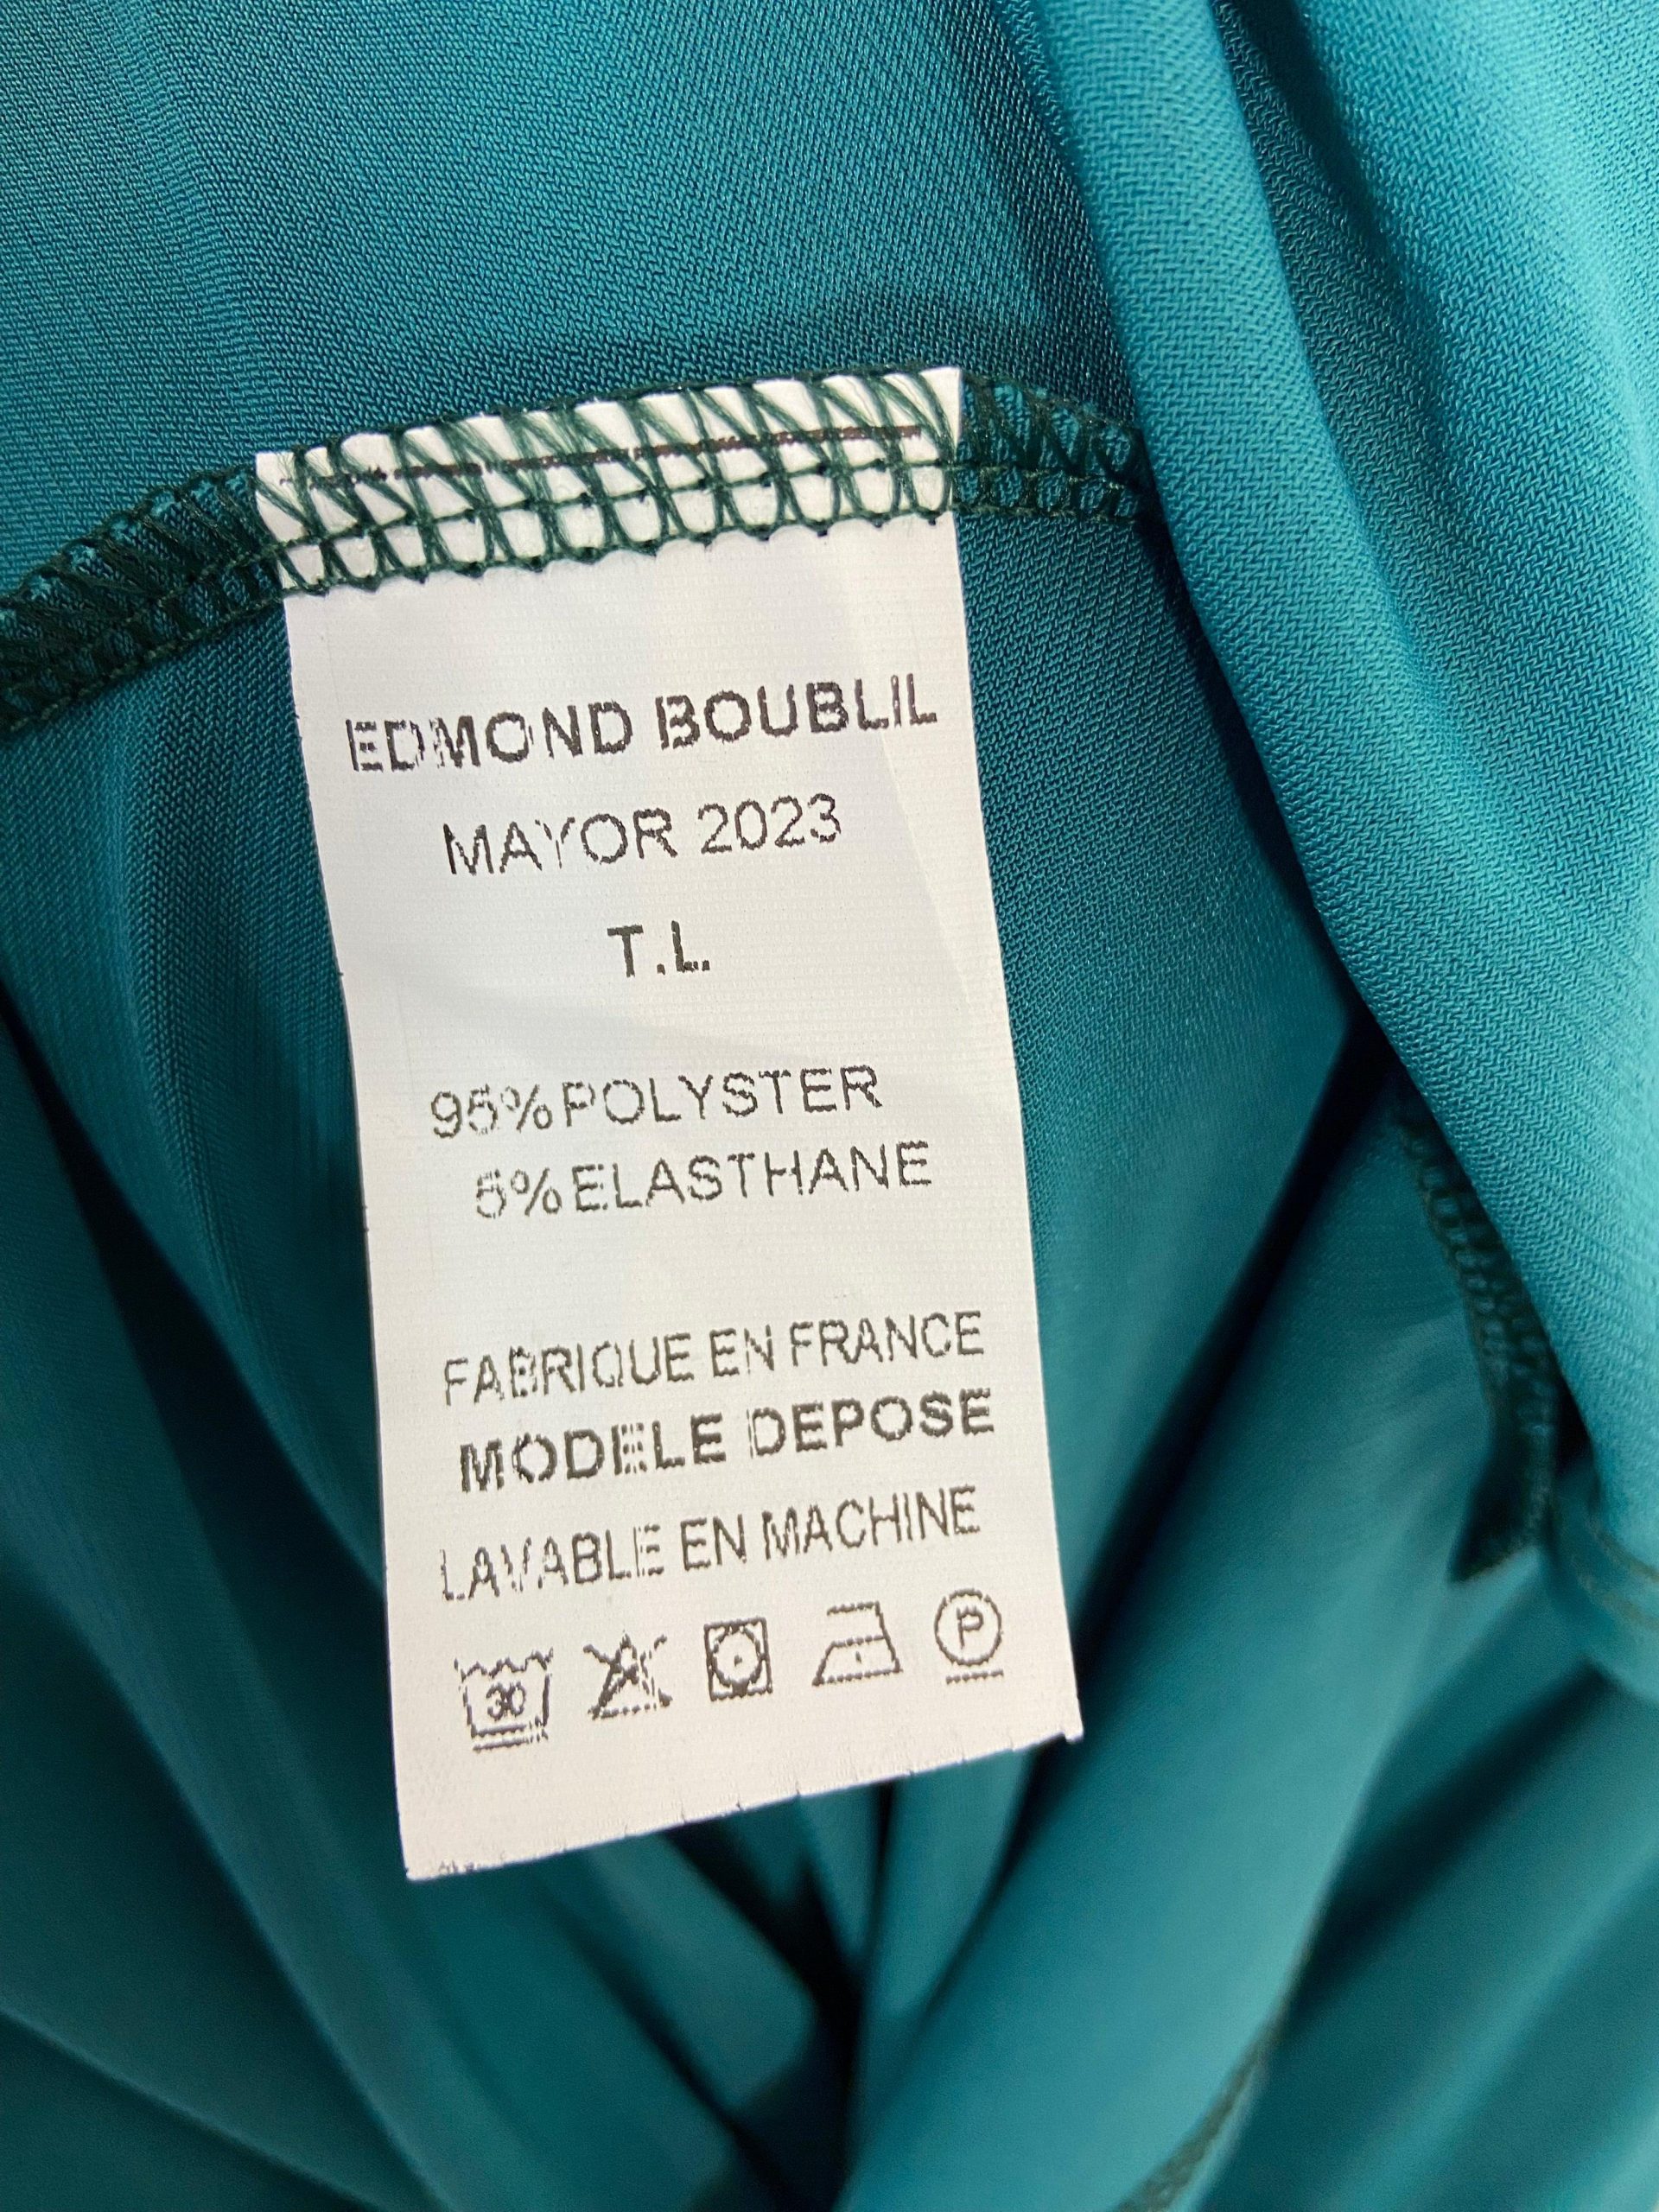 EDMOND BOUBLIL
MAYOR 2023
T.L.
95% POLYSTER
5% ELASTHANE
FABRIQUE EN FRANCE
MODELE DEPOSE
LAVABLE EN MACHINE
30 P